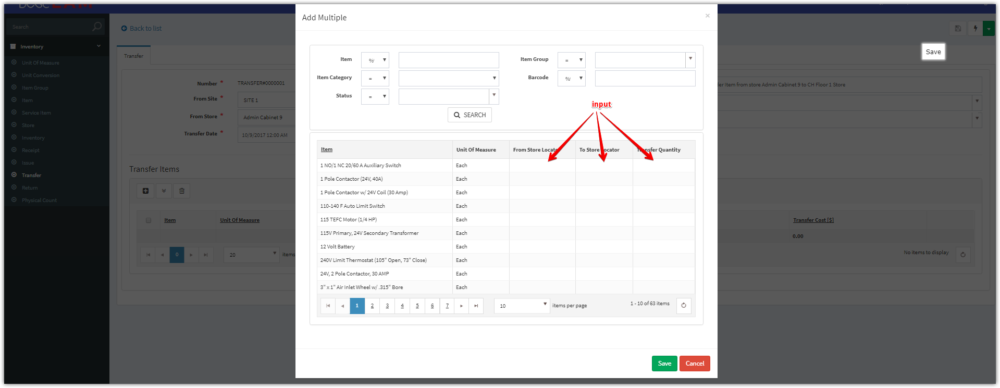 Add Multiple
×
Search
Back to list
Inventory
Save
Transfer
Unit Of Measure
Unit Conversion
Item Group
Item
Service Item
Store
Inventory
Receipt
Issue
Transfer
Return
Physical Count
Number * TRANSFER#0000001
From Site * SITE 1
From Store * Admin Cabinet 9
Transfer Date * 10/9/2017 12:00 AM
Item from store Admin Cabinet 9 to CH Floor 1 Store
Transfer Items
Item Unit Of Measure Transfer Cost [$]
0.00
0 20 items No items to display
Item % Item Group =
Item Category = Barcode %
Status =
input
SEARCH
Item Unit Of Measure From Store Locator To Store Locator Transfer Quantity
1 NO/1 NC 20/60 A Auxiliary Switch Each
1 Pole Contactor (24V, 40A) Each
1 Pole Contactor w/ 24V Coil (30 Amp) Each
110-140 F Auto Limit Switch Each
115 TEFC Motor (1/4 HP) Each
115V Primary, 24V Secondary Transformer Each
12 Volt Battery Each
240V Limit Thermostat (105" Open, 73" Close) Each
24V, 2 Pole Contactor, 30 AMP Each
3" x 1" Air Inlet Wheel w/ .315" Bore Each
1 2 3 4 5 6 7 10 items per page 1 - 10 of 63 items
Save Cancel